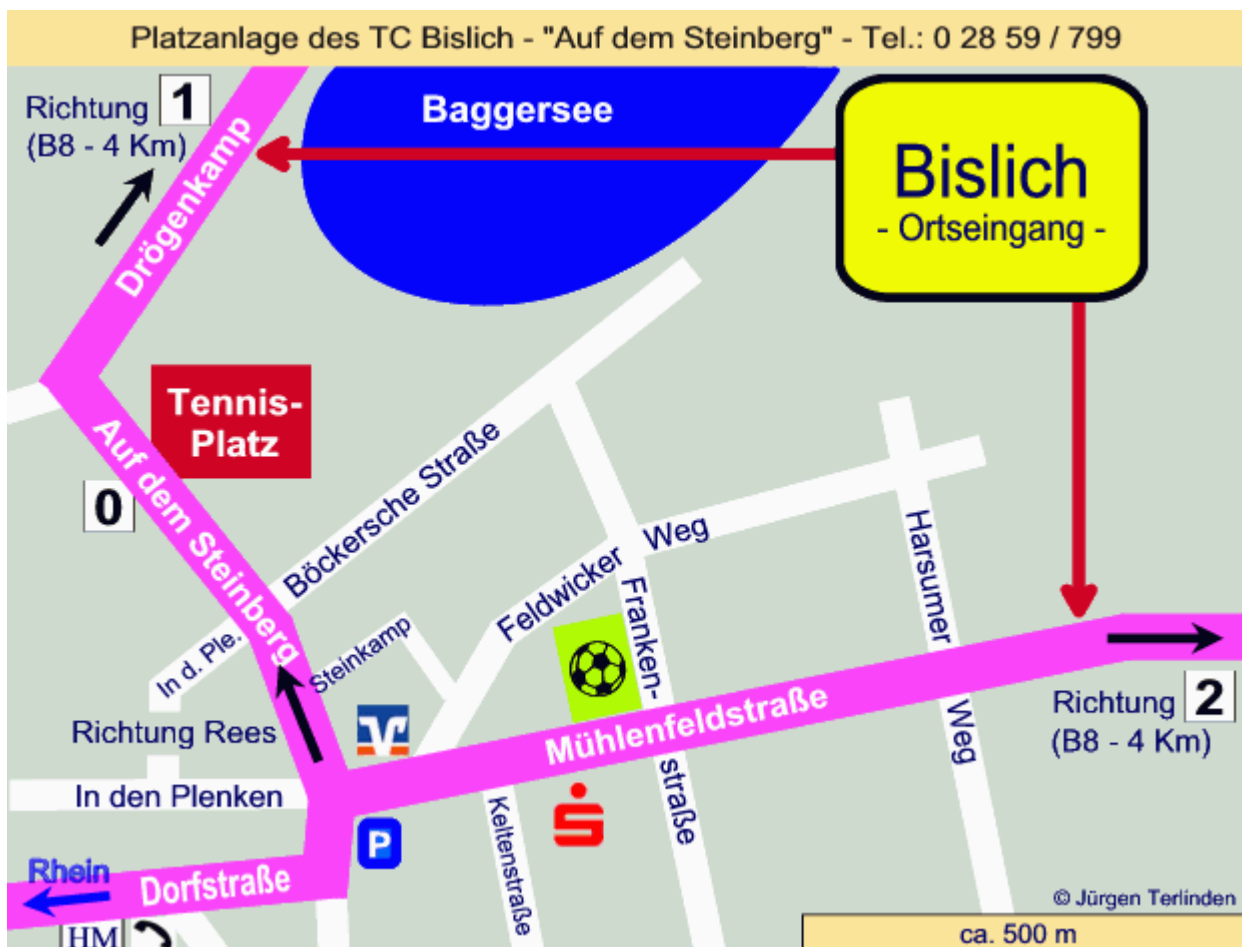 Platzanlage des TC Bislich - "Auf dem Steinberg" - Tel.: 0 28 59 / 799
Richtung 1
(B8 - 4 Km)
Baggersee
Bislich
- Ortseingang -
Drögenkamp
Tennis-
Platz
Auf dem Steinberg
0
Böckersche Straße
Feldwicker Weg
Franken-
straße
Harsumer
Weg
In d. Ple.
Steinkamp
Richtung Rees
Mühlenfeldstraße
Richtung 2
(B8 - 4 Km)
In den Plenken
Keltenstraße
P
Rhein
Dorfstraße
HM
© Jürgen Terlinden
ca. 500 m